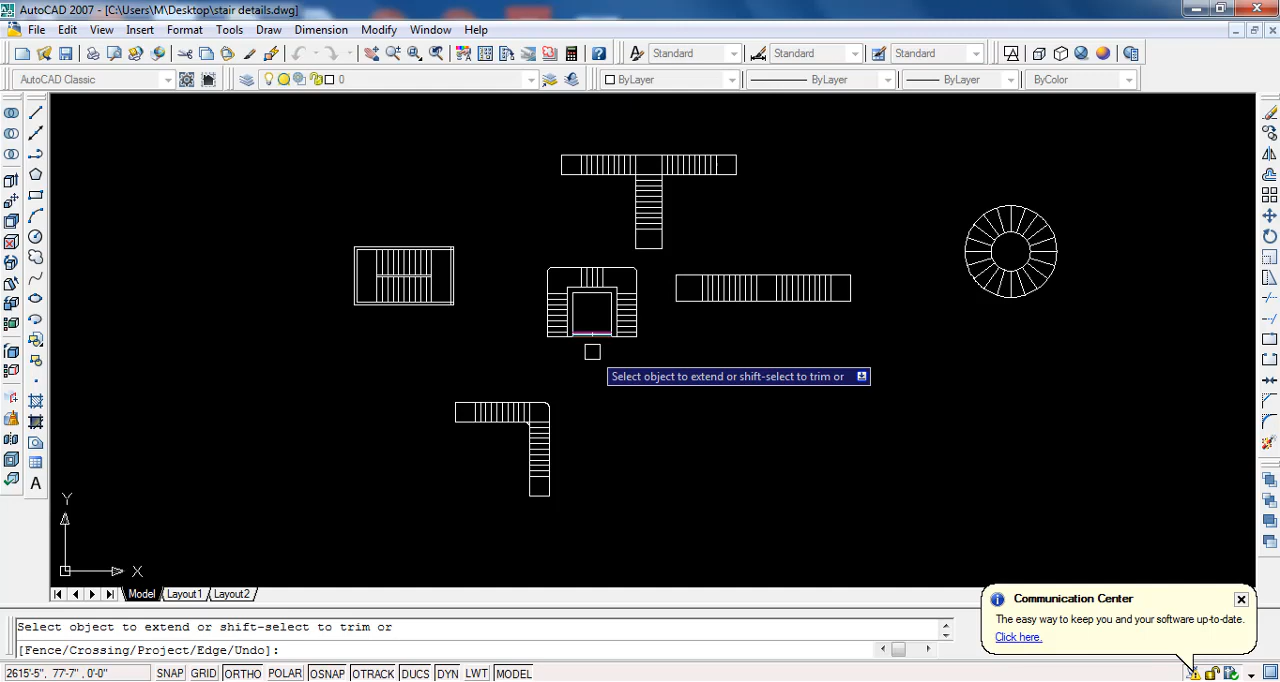 AutoCAD 2007 - [C:\Users\M\Desktop\stair details.dwg]
File Edit View Insert Format Tools Draw Dimension Modify Window Help
Standard Standard Standard
AutoCAD Classic 0 ByLayer ByLayer ByLayer ByColor
Select object to extend or shift-select to trim or
A
Y
X
Model Layout1 Layout2
Communication Center
The easy way to keep you and your software up-to-date.
Click here.
Select object to extend or shift-select to trim or
[Fence/Crossing/Project/Edge/Undo]:
2615'-5", 77'-7", 0'-0" SNAP GRID ORTHO POLAR OSNAP OTRACK DUCS DYN LWT MODEL